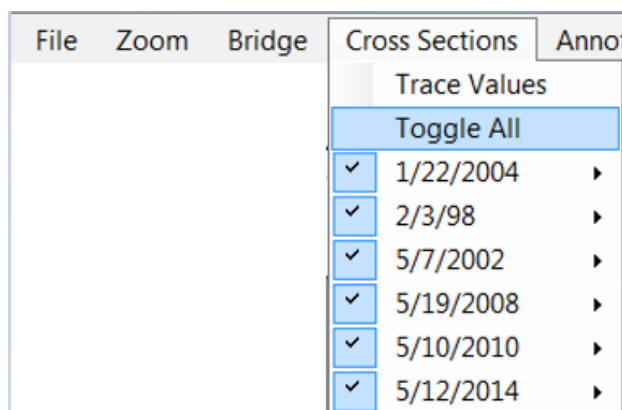 File Zoom Bridge Cross Sections
Trace Values
Toggle All
1/22/2004
2/3/98
5/7/2002
5/19/2008
5/10/2010
5/12/2014